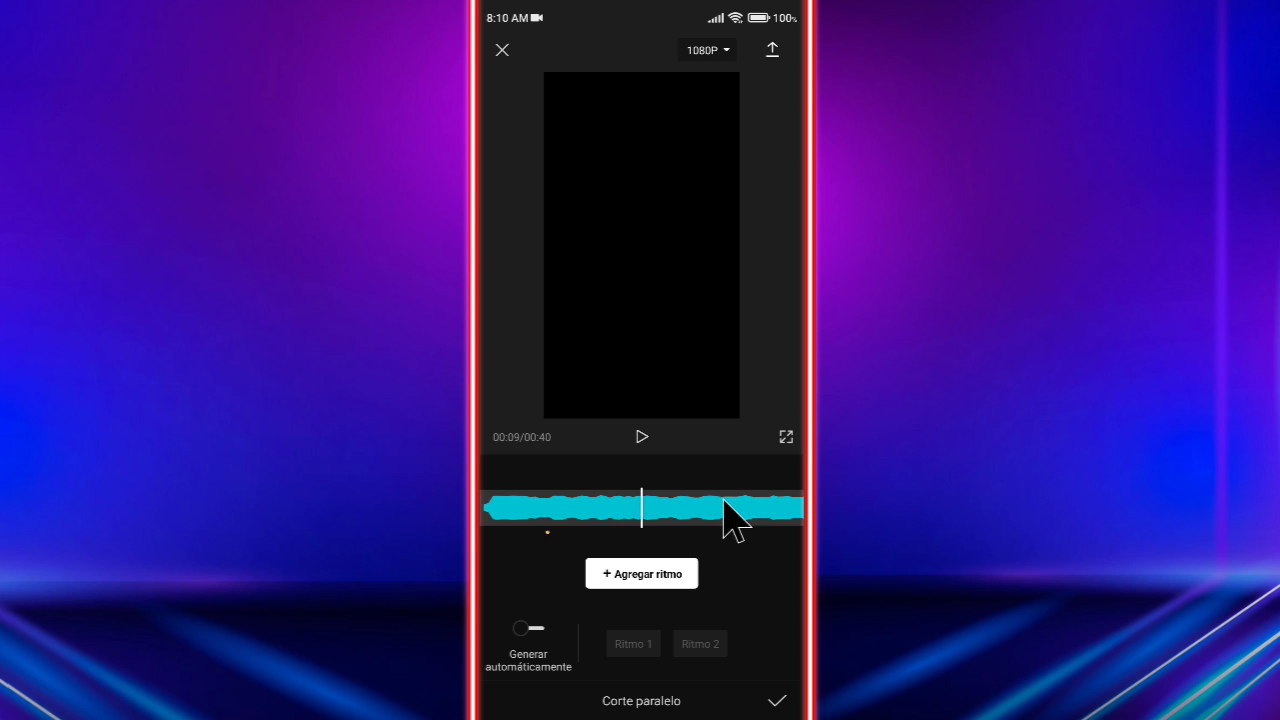 8:10 AM
100%
1080P
00:09/00:40
+ Agregar ritmo
Generar
automáticamente
Ritmo 1
Ritmo 2
Corte paralelo